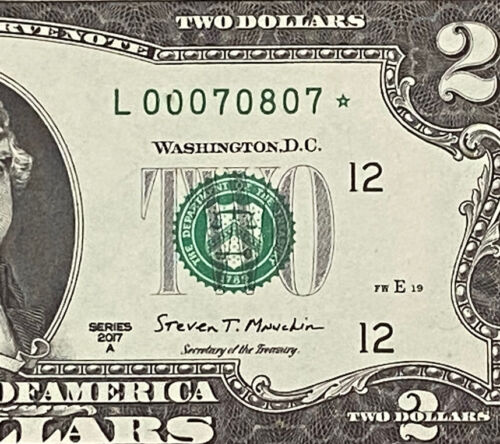 TWO DOLLARS
RVE NOTE
2
L 00070807 ☆
WASHINGTON, D.C.
TWO
12
THE DEPARTMENT OF THE TREASURY
1789
FW E 19
SERIES
2017
A
Steven T. Mnuchin
Secretary of the Treasury.
12
OF AMERICA
LLARS
2
TWO DOLLARS